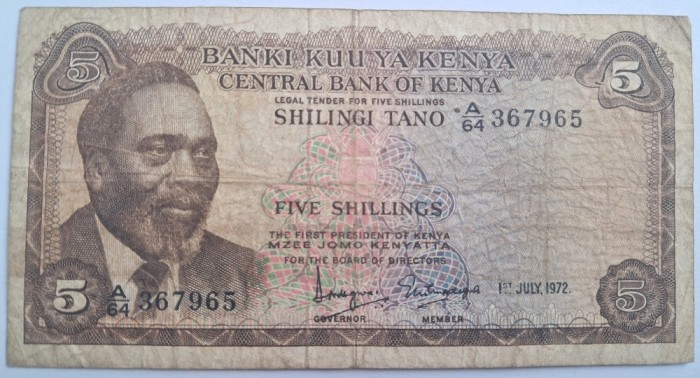 BANKI KUU YA KENYA
5 5
CENTRAL BANK OF KENYA
LEGAL TENDER FOR FIVE SHILLINGS
SHILINGI TANO A/64 367965
FIVE SHILLINGS
THE FIRST PRESIDENT OF KENYA
MZEE JOMO KENYATTA
FOR THE BOARD OF DIRECTORS
5 A/64 367965 1ST JULY, 1972. 5
GOVERNOR MEMBER